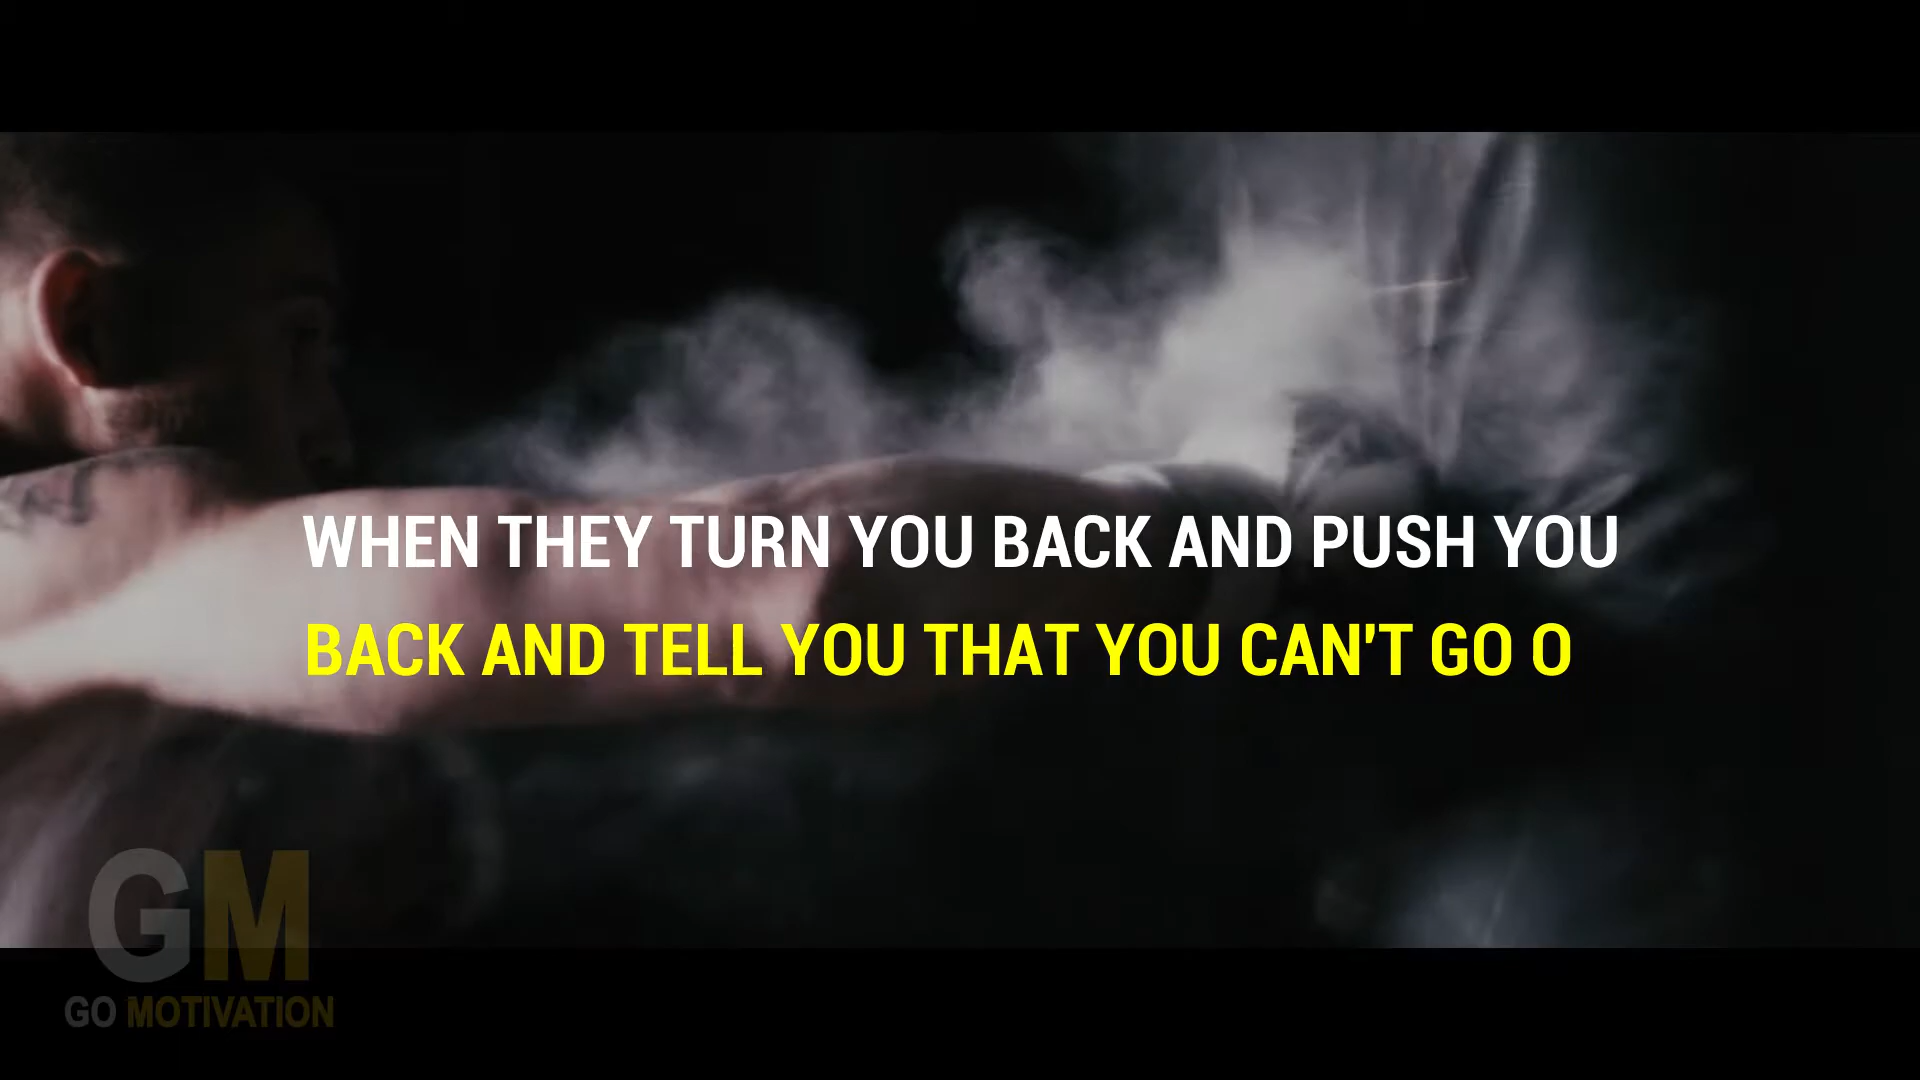 WHEN THEY TURN YOU BACK AND PUSH YOU
BACK AND TELL YOU THAT YOU CAN'T GO O
GM
GO MOTIVATION